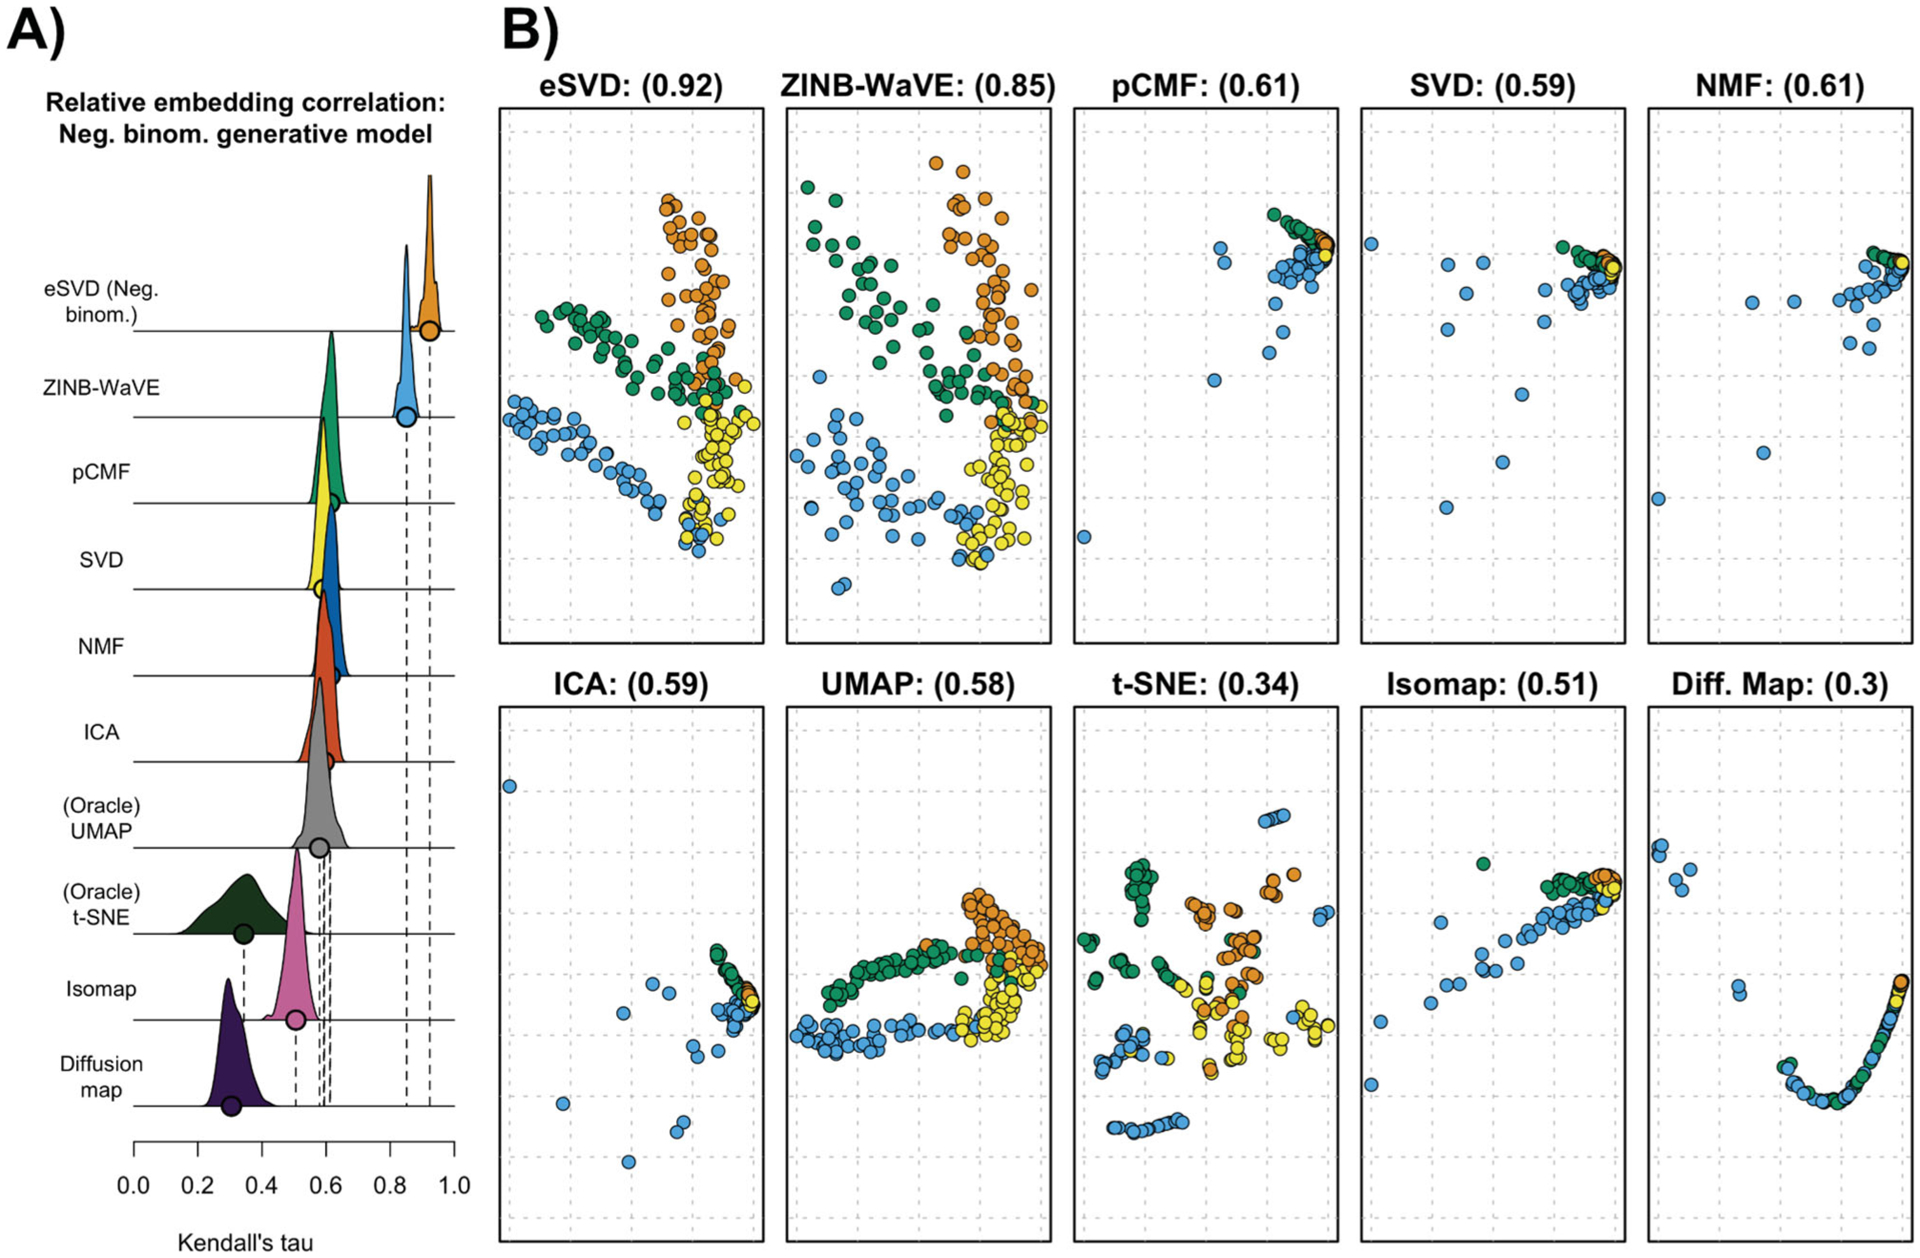 A)
Relative embedding correlation:
Neg. binom. generative model
eSVD (Neg.
binom.)
ZINB-WaVE
pCMF
SVD
NMF
ICA
(Oracle)
UMAP
(Oracle)
t-SNE
Isomap
Diffusion
map
0.0 0.2 0.4 0.6 0.8 1.0
Kendall's tau
B)
eSVD: (0.92) ZINB-WaVE: (0.85) pCMF: (0.61) SVD: (0.59) NMF: (0.61)
ICA: (0.59) UMAP: (0.58) t-SNE: (0.34) Isomap: (0.51) Diff. Map: (0.3)